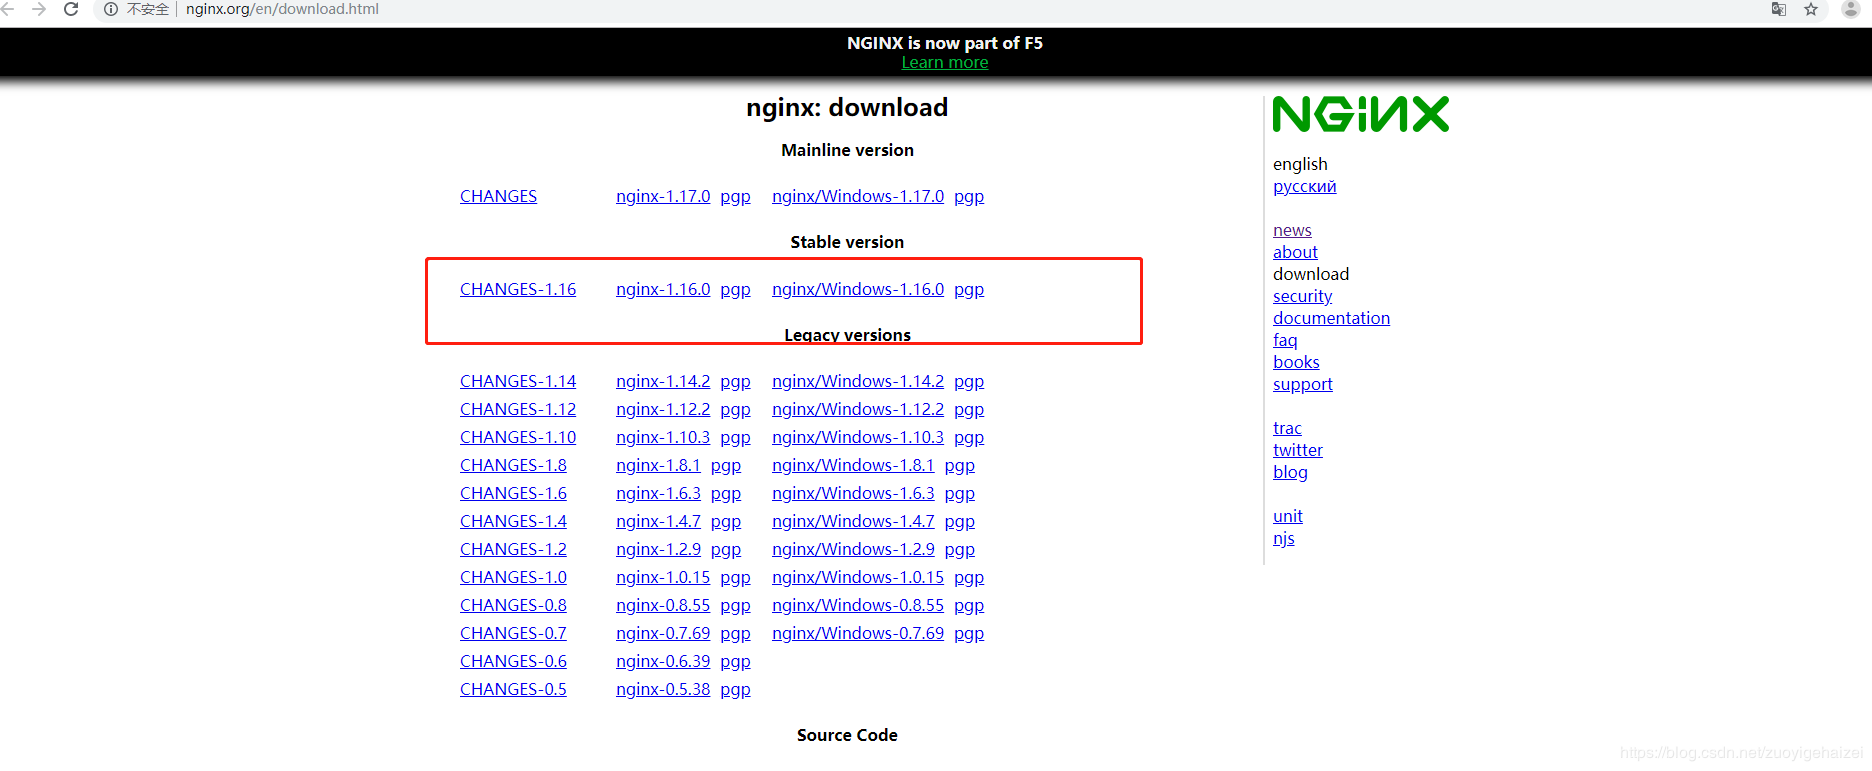 不安全 nginx.org/en/download.html
NGINX is now part of F5
Learn more
nginx: download
Mainline version
CHANGES nginx-1.17.0 pgp nginx/Windows-1.17.0 pgp
Stable version
CHANGES-1.16 nginx-1.16.0 pgp nginx/Windows-1.16.0 pgp
Legacy versions
CHANGES-1.14 nginx-1.14.2 pgp nginx/Windows-1.14.2 pgp
CHANGES-1.12 nginx-1.12.2 pgp nginx/Windows-1.12.2 pgp
CHANGES-1.10 nginx-1.10.3 pgp nginx/Windows-1.10.3 pgp
CHANGES-1.8 nginx-1.8.1 pgp nginx/Windows-1.8.1 pgp
CHANGES-1.6 nginx-1.6.3 pgp nginx/Windows-1.6.3 pgp
CHANGES-1.4 nginx-1.4.7 pgp nginx/Windows-1.4.7 pgp
CHANGES-1.2 nginx-1.2.9 pgp nginx/Windows-1.2.9 pgp
CHANGES-1.0 nginx-1.0.15 pgp nginx/Windows-1.0.15 pgp
CHANGES-0.8 nginx-0.8.55 pgp nginx/Windows-0.8.55 pgp
CHANGES-0.7 nginx-0.7.69 pgp nginx/Windows-0.7.69 pgp
CHANGES-0.6 nginx-0.6.39 pgp
CHANGES-0.5 nginx-0.5.38 pgp
Source Code
NGINX
english
русский
news
about
download
security
documentation
faq
books
support
trac
twitter
blog
unit
njs
https://blog.csdn.net/zuoyigehaizei